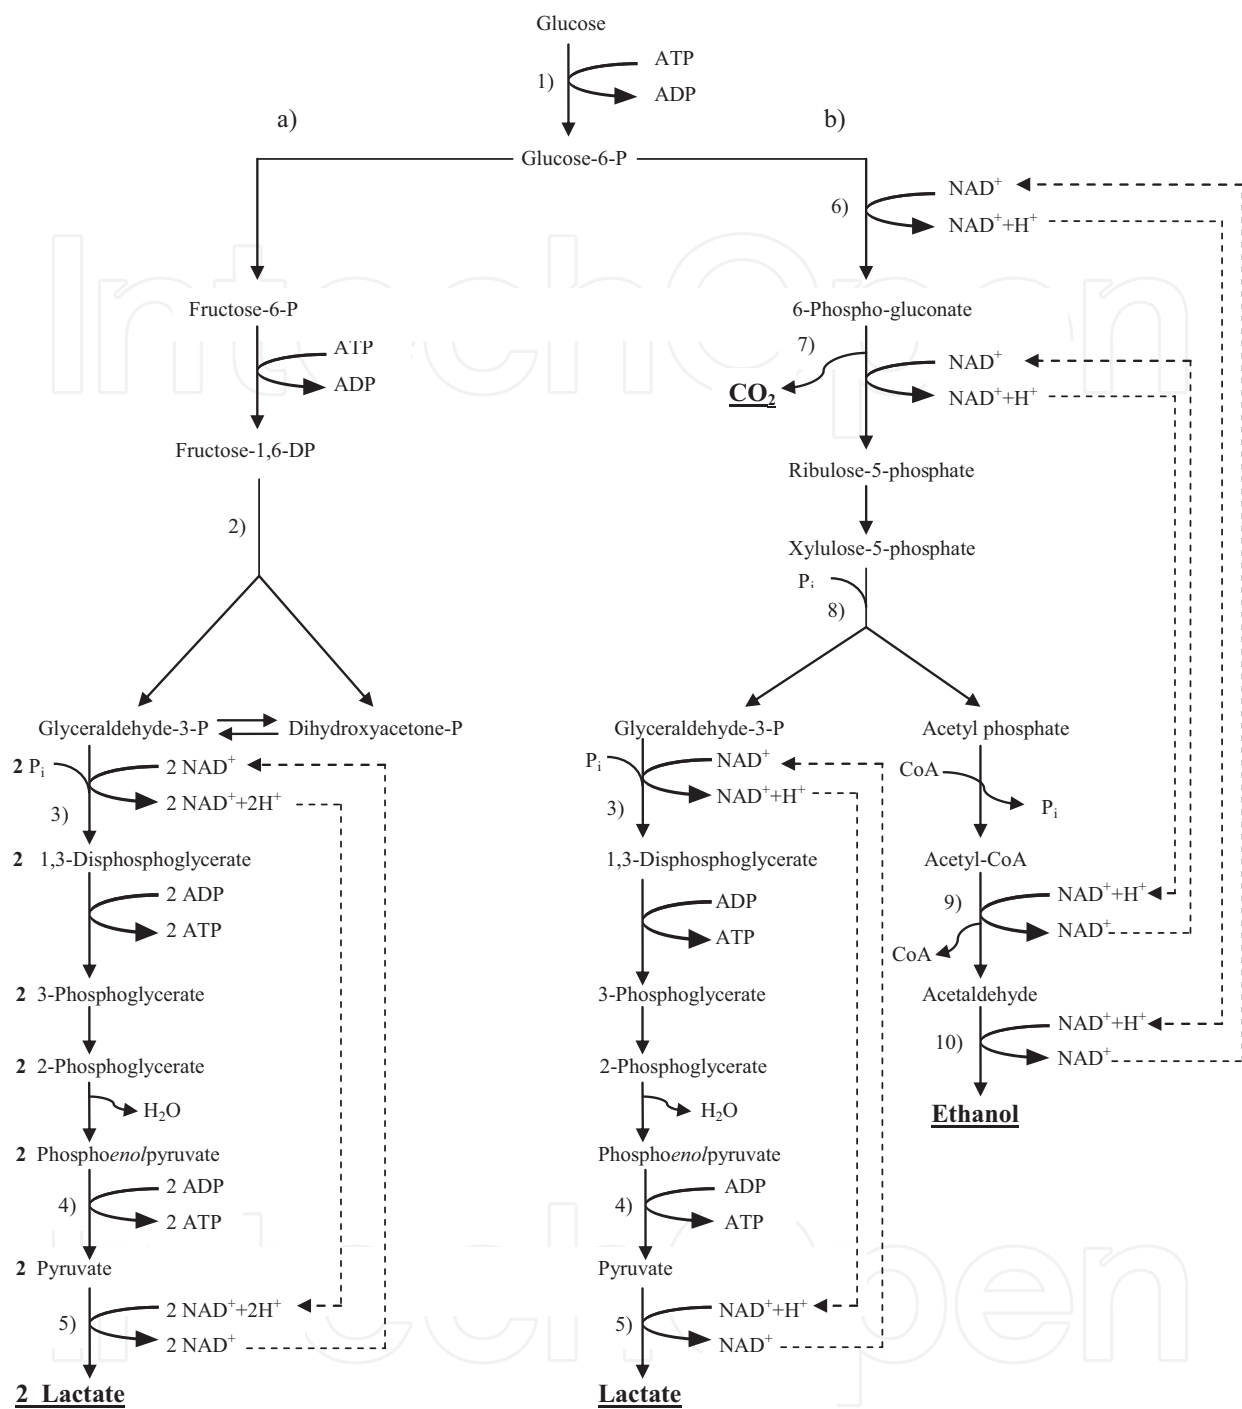 Glucose
ATP
1)
ADP
a)
b)
Glucose-6-P
NAD⁺
6)
NAD⁺+H⁺
Fructose-6-P
ATP
ADP
Fructose-1,6-DP
2)
Glyceraldehyde-3-P
Dihydroxyacetone-P
2 Pᵢ
2 NAD⁺
2 NAD⁺+2H⁺
3)
2 1,3-Disphosphoglycerate
2 ADP
2 ATP
2 3-Phosphoglycerate
2 2-Phosphoglycerate
H₂O
2 Phosphoenolpyruvate
2 ADP
4)
2 ATP
2 Pyruvate
2 NAD⁺+2H⁺
5)
2 NAD⁺
2 Lactate
6-Phospho-gluconate
7)
NAD⁺
CO₂
NAD⁺+H⁺
Ribulose-5-phosphate
Xylulose-5-phosphate
Pᵢ
8)
Glyceraldehyde-3-P
Pᵢ
NAD⁺
NAD⁺+H⁺
3)
1,3-Disphosphoglycerate
ADP
ATP
3-Phosphoglycerate
2-Phosphoglycerate
H₂O
Phosphoenolpyruvate
ADP
4)
ATP
Pyruvate
NAD⁺+H⁺
5)
NAD⁺
Lactate
Acetyl phosphate
CoA
Pᵢ
Acetyl-CoA
NAD⁺+H⁺
9)
NAD⁺
CoA
Acetaldehyde
NAD⁺+H⁺
10)
NAD⁺
Ethanol
IntechOpen
IntechOpen